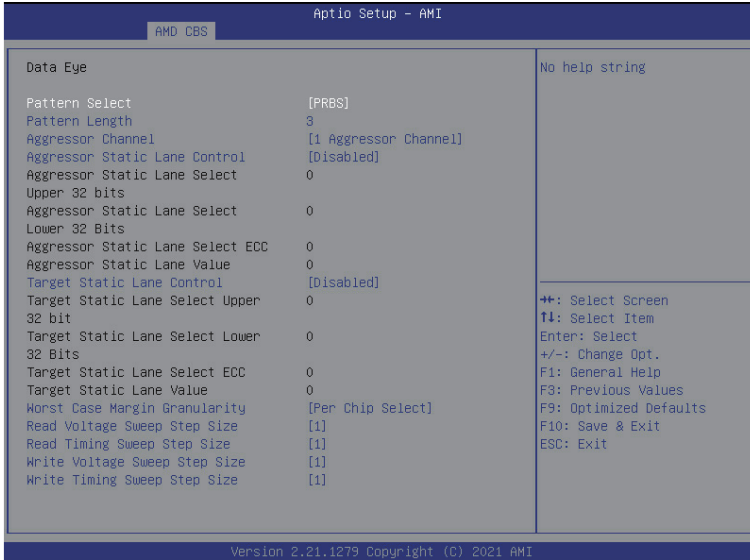 Aptio Setup – AMI
AMD CBS
Data Eye
No help string
Pattern Select [PRBS]
Pattern Length 3
Aggressor Channel [1 Aggressor Channel]
Aggressor Static Lane Control [Disabled]
Aggressor Static Lane Select 0
Upper 32 bits
Aggressor Static Lane Select 0
Lower 32 Bits
Aggressor Static Lane Select ECC 0
Aggressor Static Lane Value 0
Target Static Lane Control [Disabled]
Target Static Lane Select Upper 0
32 bit
Target Static Lane Select Lower 0
32 Bits
Target Static Lane Select ECC 0
Target Static Lane Value 0
Worst Case Margin Granularity [Per Chip Select]
Read Voltage Sweep Step Size [1]
Read Timing Sweep Step Size [1]
Write Voltage Sweep Step Size [1]
Write Timing Sweep Step Size [1]
→←: Select Screen
↑↓: Select Item
Enter: Select
+/-: Change Opt.
F1: General Help
F3: Previous Values
F9: Optimized Defaults
F10: Save & Exit
ESC: Exit
Version 2.21.1279 Copyright (C) 2021 AMI